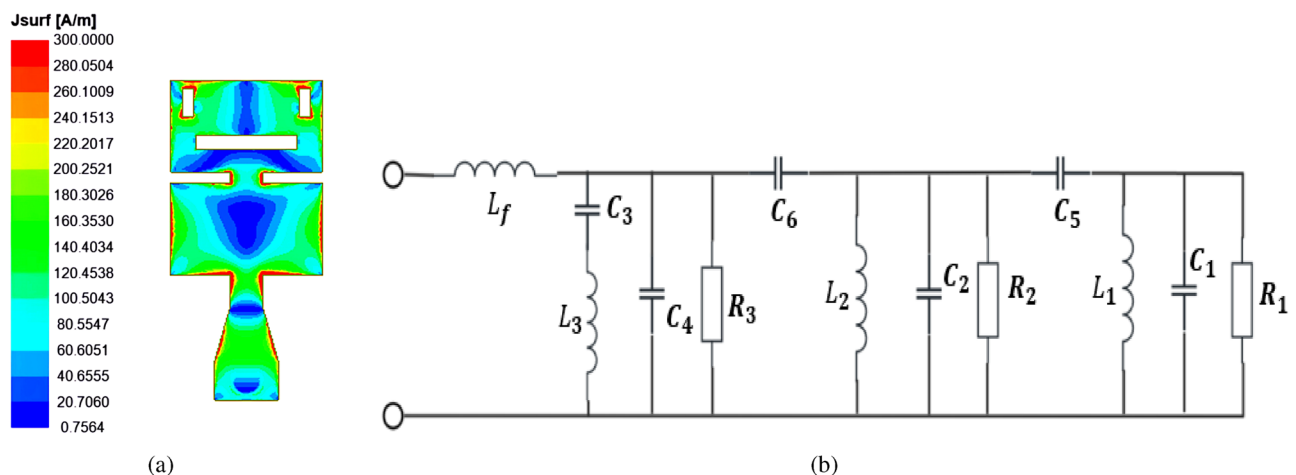 Jsurf [A/m]
300.0000
280.0504
260.1009
240.1513
220.2017
200.2521
180.3026
160.3530
140.4034
120.4538
100.5043
80.5547
60.6051
40.6555
20.7060
0.7564
(a)
L_f
C_3
L_3
C_4
R_3
C_6
L_2
C_2
R_2
C_5
L_1
C_1
R_1
(b)